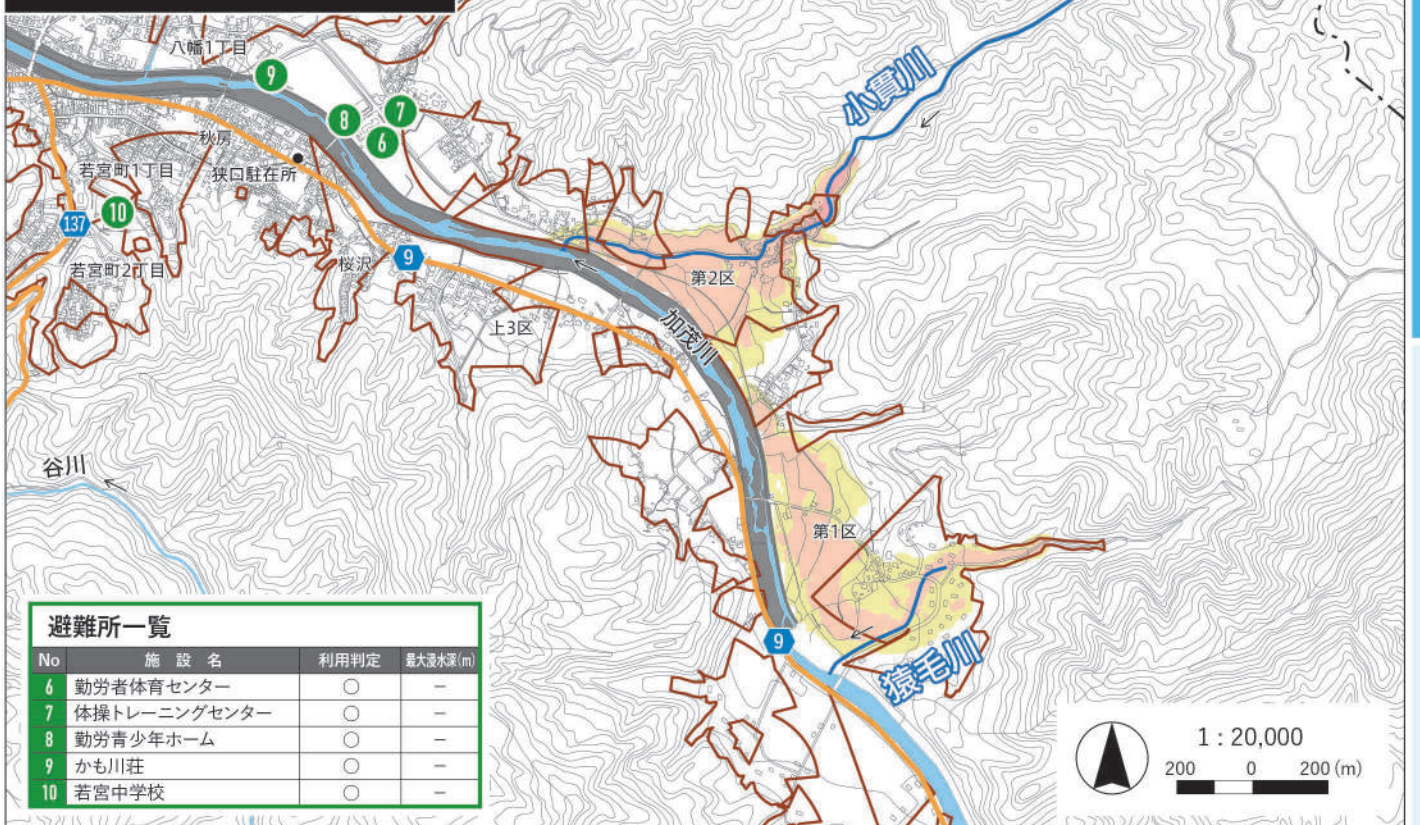 八幡1丁目
9
8
7
6
小貫川
秋房
若宮町1丁目
狭口駐在所
137
10
若宮町2丁目
桜沢
9
第2区
上3区
加茂川
谷川
第1区
9
猿毛川
避難所一覧
No 施設名 利用判定 最大浸水深(m)
6 勤労者体育センター ○ −
7 体操トレーニングセンター ○ −
8 勤労青少年ホーム ○ −
9 かも川荘 ○ −
10 若宮中学校 ○ −
1:20,000
200 0 200(m)